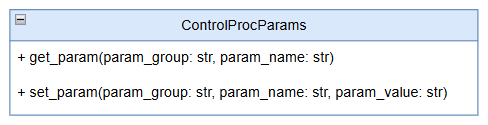 ControlProcParams
+ get_param(param_group: str, param_name: str)
+ set_param(param_group: str, param_name: str, param_value: str)